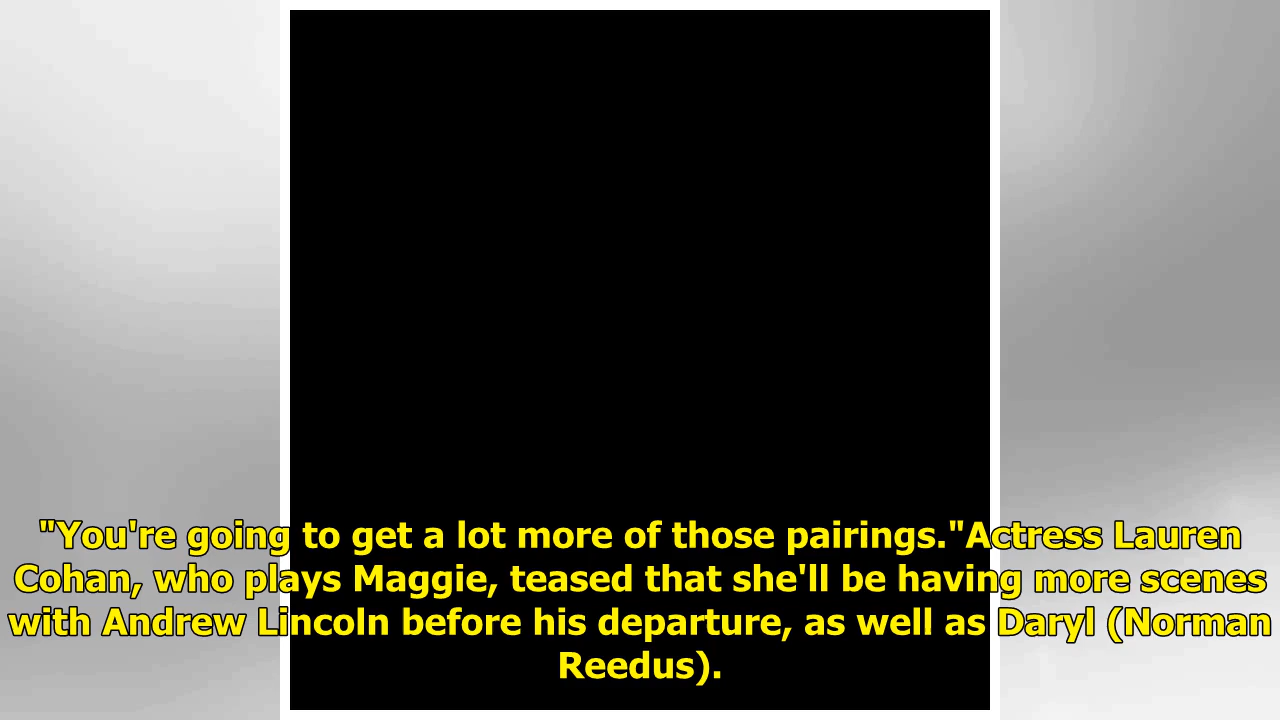 "You're going to get a lot more of those pairings."Actress Lauren
Cohan, who plays Maggie, teased that she'll be having more scenes
with Andrew Lincoln before his departure, as well as Daryl (Norman
Reedus).